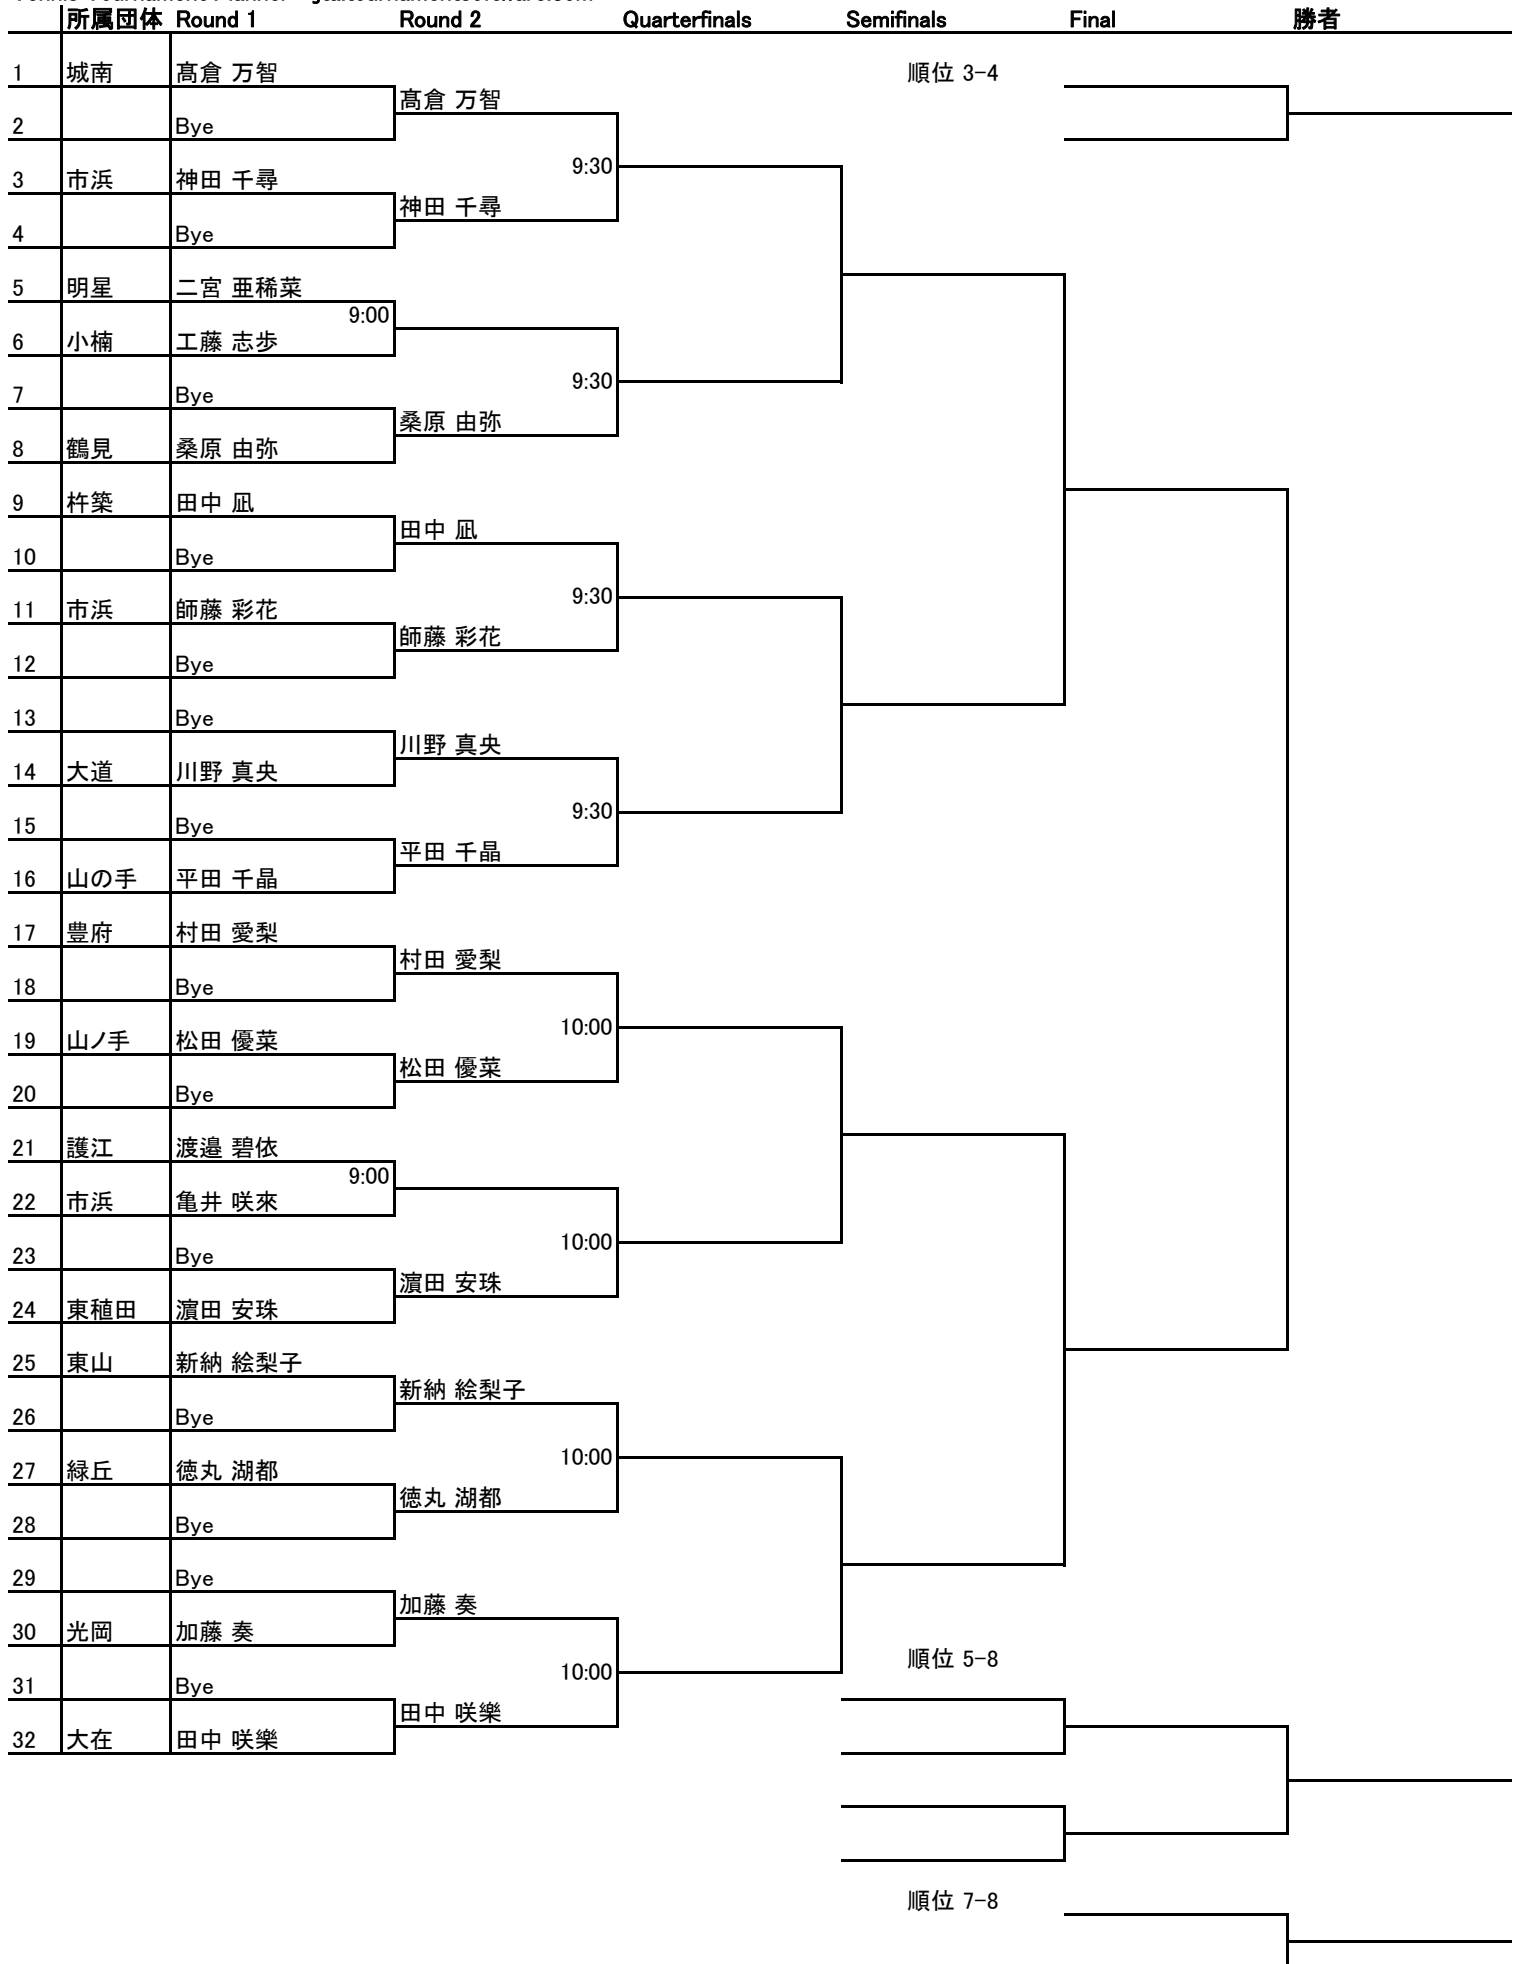 所属団体 Round 1 Round 2 Quarterfinals Semifinals Final 勝者
1 城南 髙倉 万智 順位 3-4
髙倉 万智
2 Bye
9:30
3 市浜 神田 千尋
神田 千尋
4 Bye
5 明星 二宮 亜稀菜
9:00
6 小楠 工藤 志歩
9:30
7 Bye
桑原 由弥
8 鶴見 桑原 由弥
9 杵築 田中 凪
田中 凪
10 Bye
9:30
11 市浜 師藤 彩花
師藤 彩花
12 Bye
13 Bye
川野 真央
14 大道 川野 真央
9:30
15 Bye
平田 千晶
16 山の手 平田 千晶
17 豊府 村田 愛梨
村田 愛梨
18 Bye
10:00
19 山ノ手 松田 優菜
松田 優菜
20 Bye
21 護江 渡邉 碧依
9:00
22 市浜 亀井 咲來
10:00
23 Bye
濵田 安珠
24 東稙田 濵田 安珠
25 東山 新納 絵梨子
新納 絵梨子
26 Bye
10:00
27 緑丘 徳丸 湖都
徳丸 湖都
28 Bye
29 Bye
加藤 奏
30 光岡 加藤 奏
順位 5-8
10:00
31 Bye
田中 咲樂
32 大在 田中 咲樂
順位 7-8